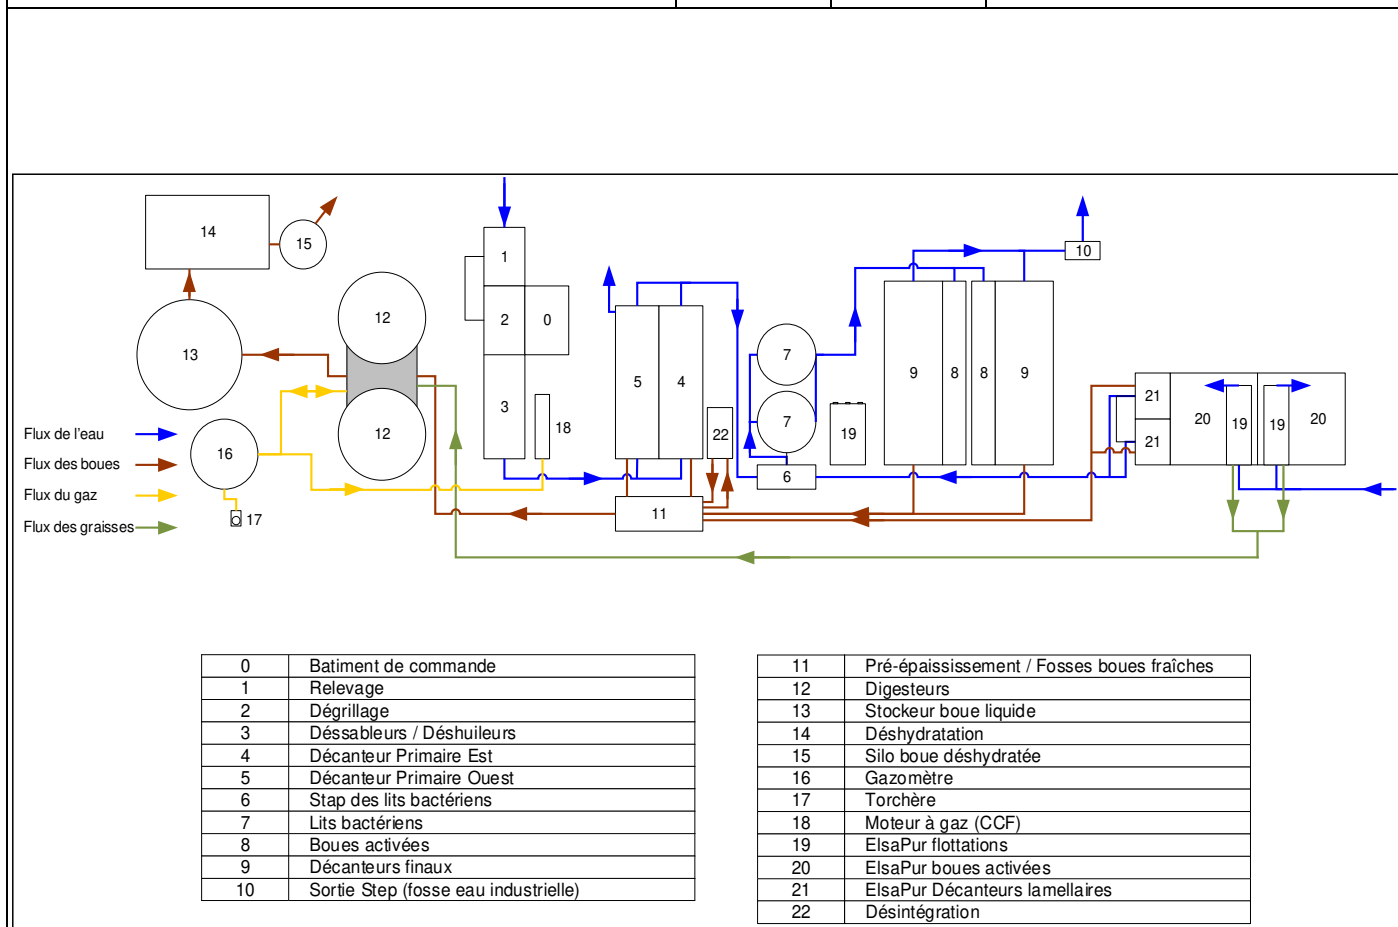 14
15
1
12
2
0
13
7
5
4
9
8
8
9
10
3
18
7
22
19
21
21
20
19
19
20
12
16
6
11
17
Flux de l'eau
Flux des boues
Flux du gaz
Flux des graisses
0 Batiment de commande
1 Relevage
2 Dégrillage
3 Déssableurs / Déshuileurs
4 Décanteur Primaire Est
5 Décanteur Primaire Ouest
6 Stap des lits bactériens
7 Lits bactériens
8 Boues activées
9 Décanteurs finaux
10 Sortie Step (fosse eau industrielle)
11 Pré-épaississement / Fosses boues fraîches
12 Digesteurs
13 Stockeur boue liquide
14 Déshydratation
15 Silo boue déshydratée
16 Gazomètre
17 Torchère
18 Moteur à gaz (CCF)
19 ElsaPur flottations
20 ElsaPur boues activées
21 ElsaPur Décanteurs lamellaires
22 Désintégration